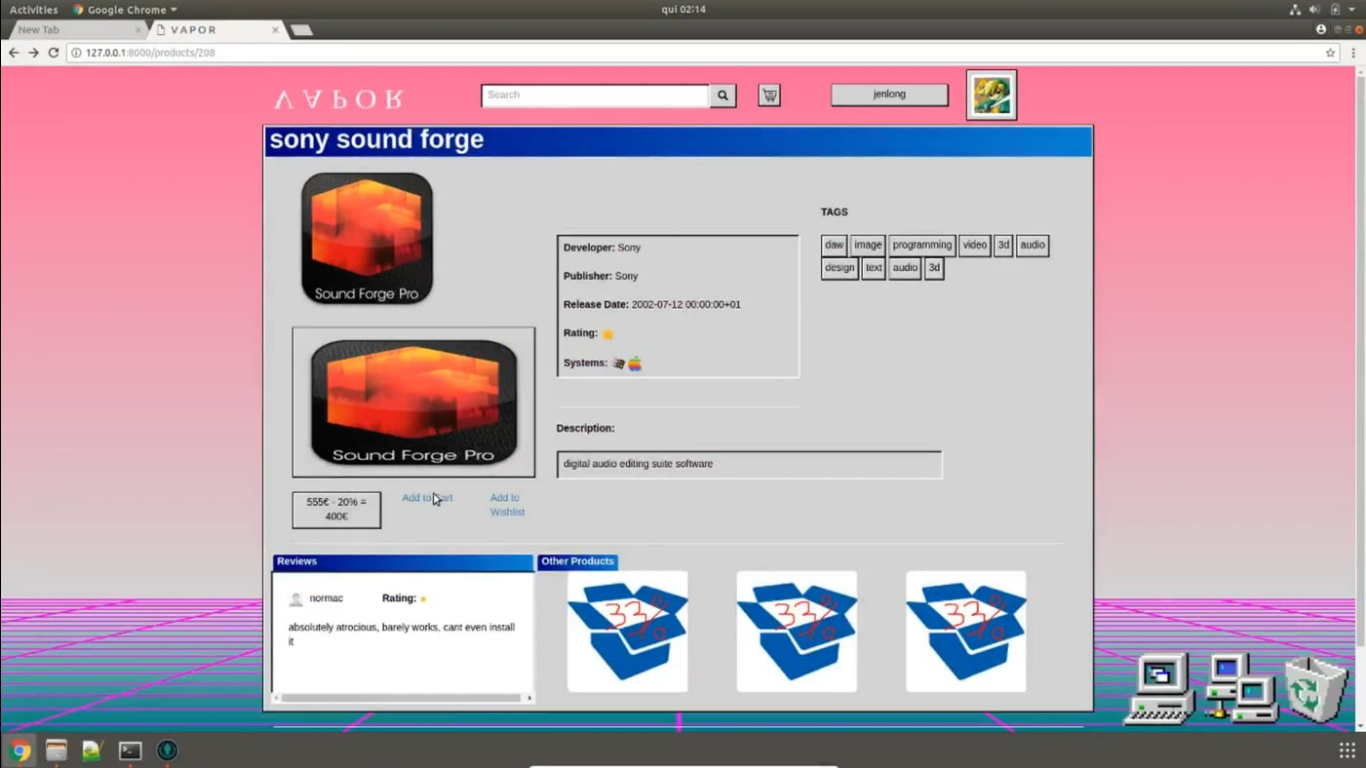 Activities Google Chrome qui 02:14
New Tab VAPOR
127.0.0.1:8000/products/208
VAPOR Search jenlong
sony sound forge
Sound Forge Pro
Sound Forge Pro
555€ - 20% =
400€
Add to Cart
Add to
Wishlist
Developer: Sony
Publisher: Sony
Release Date: 2002-07-12 00:00:00+01
Rating:
Systems:
Description:
digital audio editing suite software
TAGS
daw image programming video 3d audio
design text audio 3d
Reviews
normac Rating:
absolutely atrocious, barely works, cant even install
it
Other Products
33% 33% 33%